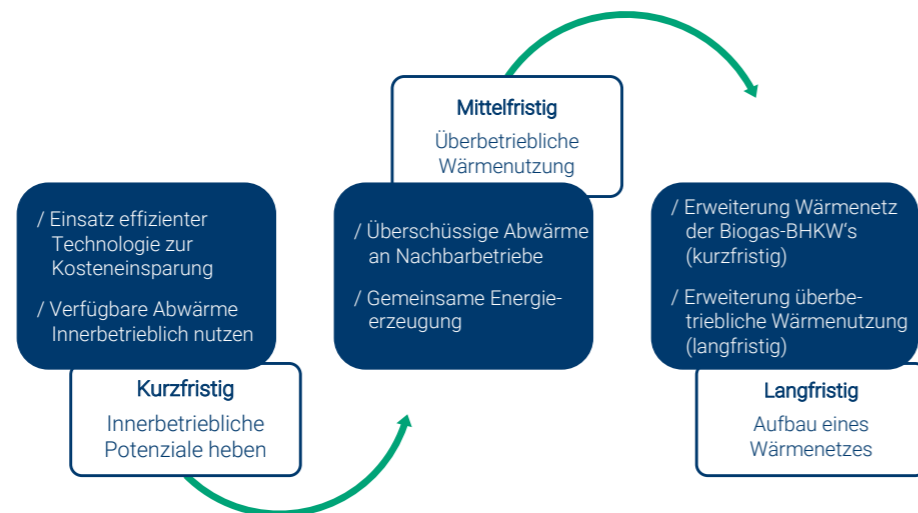 / Einsatz effizienter
Technologie zur
Kosteneinsparung
/ Verfügbare Abwärme
Innerbetrieblich nutzen
Kurzfristig
Innerbetriebliche
Potenziale heben
Mittelfristig
Überbetriebliche
Wärmenutzung
/ Überschüssige Abwärme
an Nachbarbetriebe
/ Gemeinsame Energie-
erzeugung
/ Erweiterung Wärmenetz
der Biogas-BHKW's
(kurzfristig)
/ Erweiterung überbe-
triebliche Wärmenutzung
(langfristig)
Langfristig
Aufbau eines
Wärmenetzes